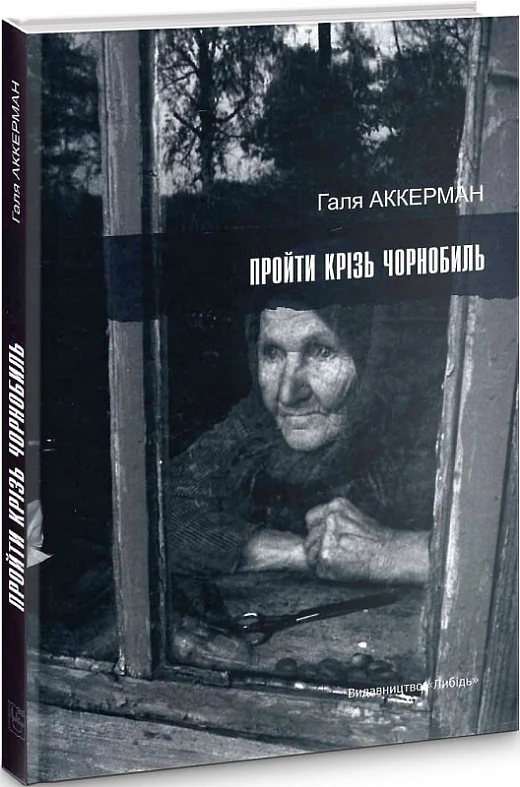 Галя АККЕРМАН
ПРОЙТИ КРІЗЬ ЧОРНОБИЛЬ
Видавництво «Либідь»
Галя АККЕРМАН
ПРОЙТИ КРІЗЬ ЧОРНОБИЛЬ